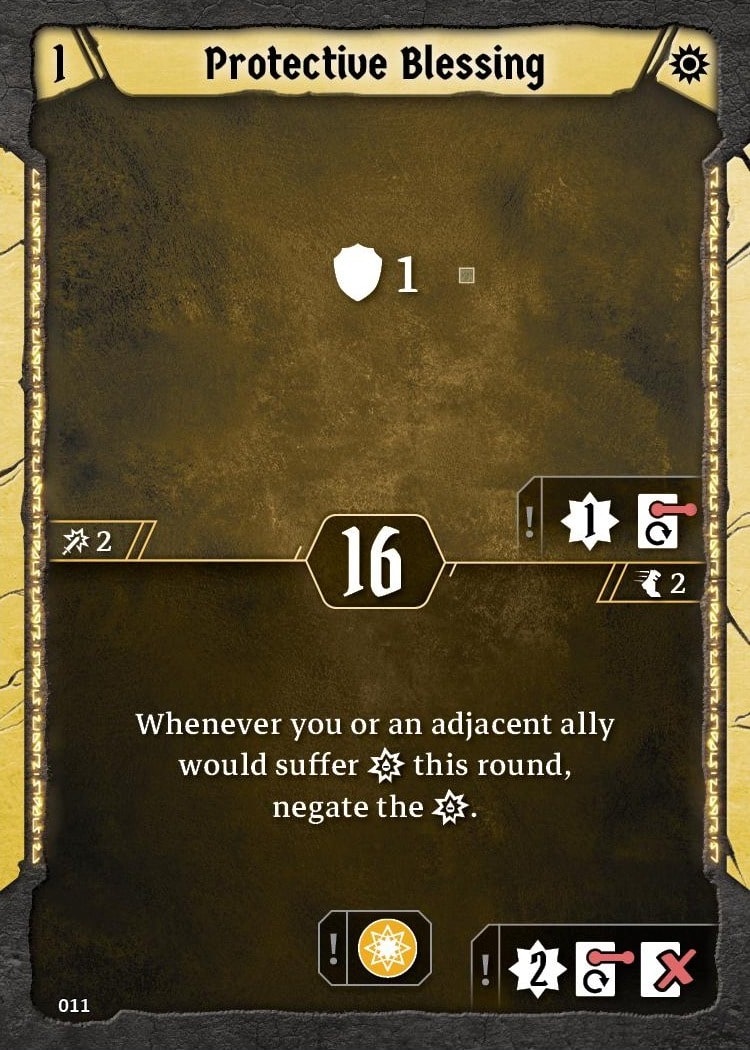 1
Protective Blessing
1
!
1
2
16
2
Whenever you or an adjacent ally
would suffer this round,
negate the .
!
!
2
011